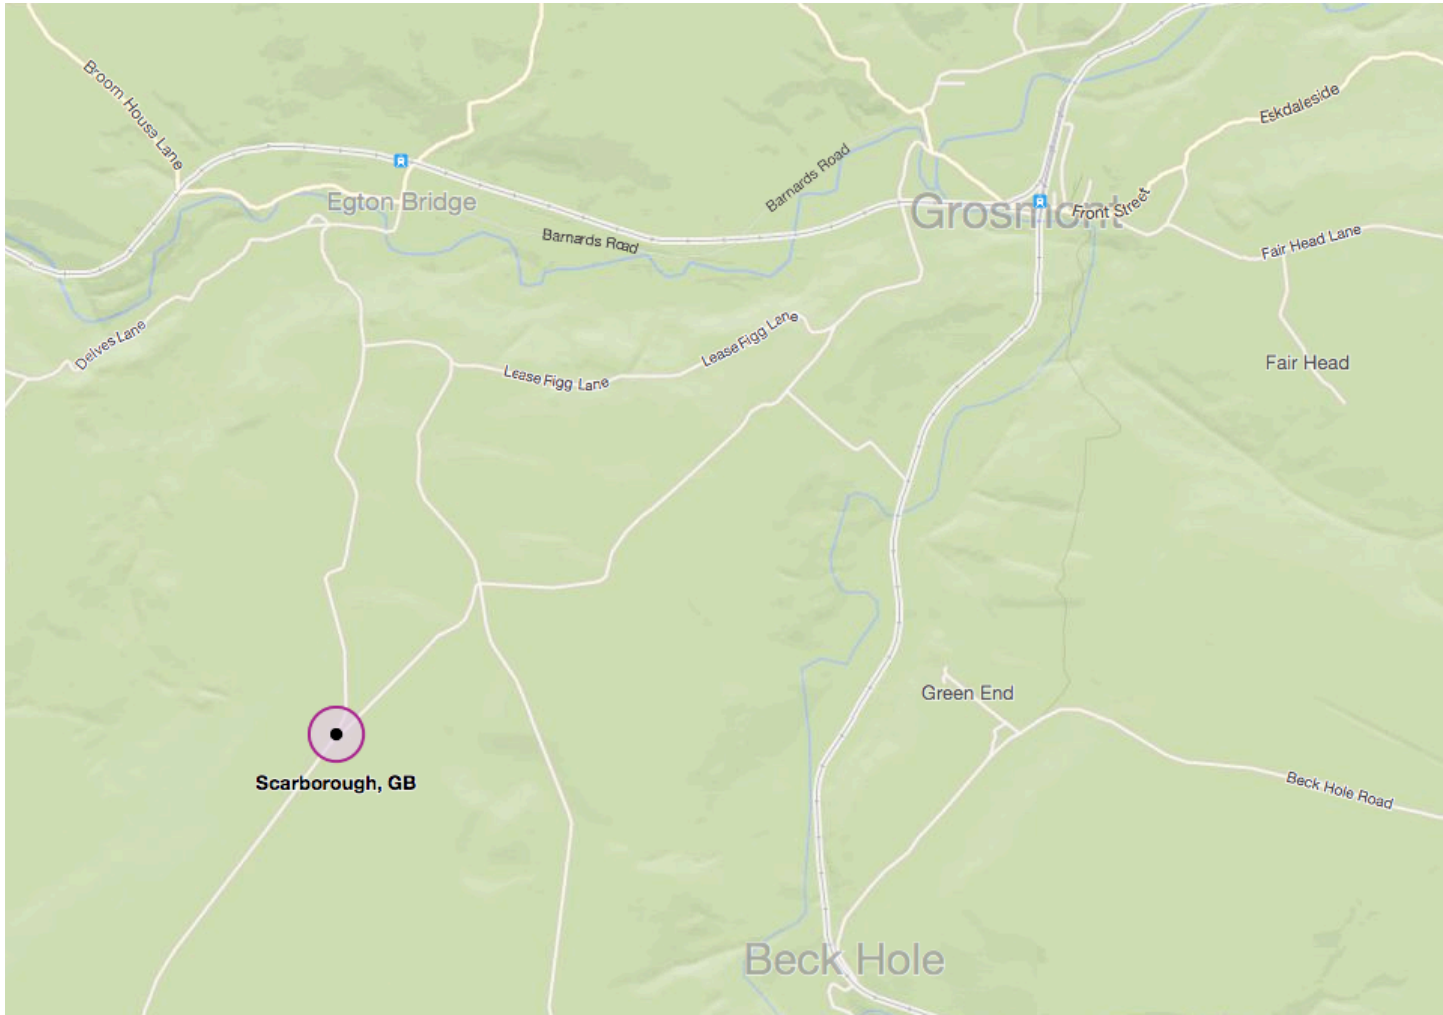 Broom House Lane
Eskdaleside
Barnards Road
Egton Bridge
Grosmont
Front Street
Barnards Road
Fair Head Lane
Delves Lane
Lease Figg Lane
Lease Figg Lane
Fair Head
Green End
Scarborough, GB
Beck Hole Road
Beck Hole